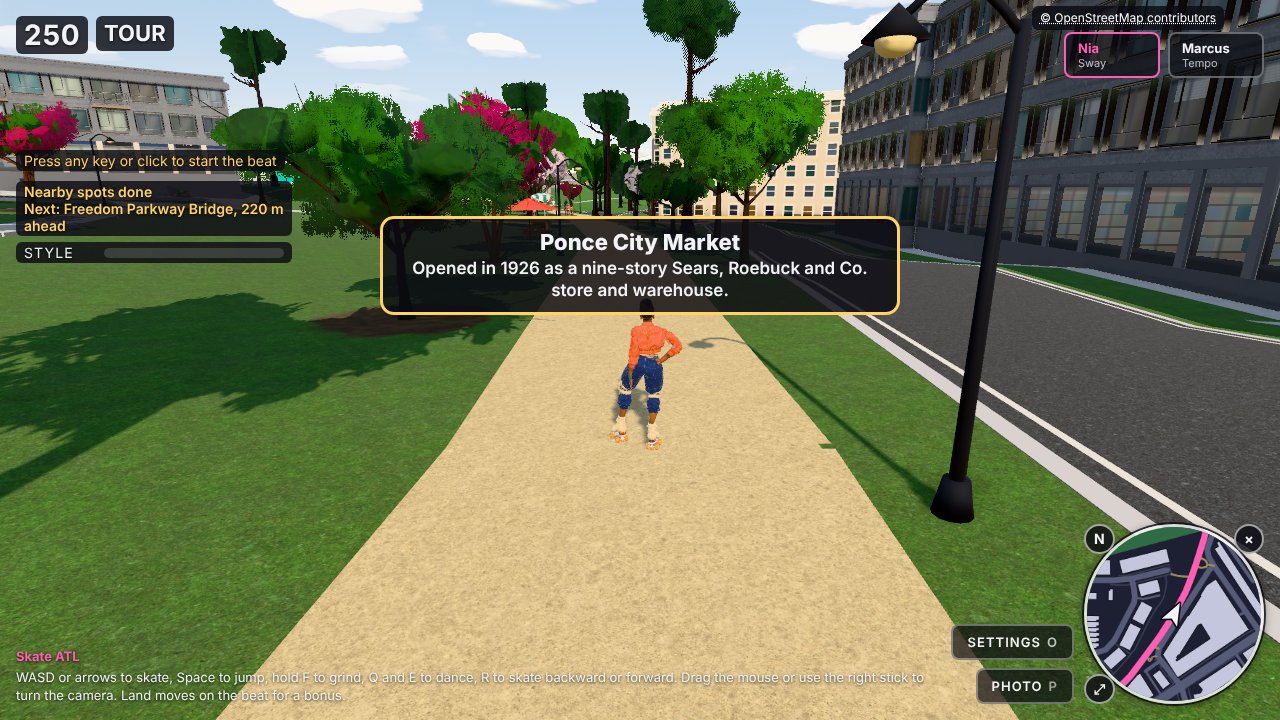 250
TOUR
© OpenStreetMap contributors
Nia
Sway
Marcus
Tempo
Press any key or click to start the beat
Nearby spots done
Next: Freedom Parkway Bridge, 220 m
ahead
STYLE
Ponce City Market
Opened in 1926 as a nine-story Sears, Roebuck and Co.
store and warehouse.
N
×
SETTINGS O
PHOTO P
Skate ATL
WASD or arrows to skate, Space to jump, hold F to grind, Q and E to dance, R to skate backward or forward. Drag the mouse or use the right stick to
turn the camera. Land moves on the beat for a bonus.